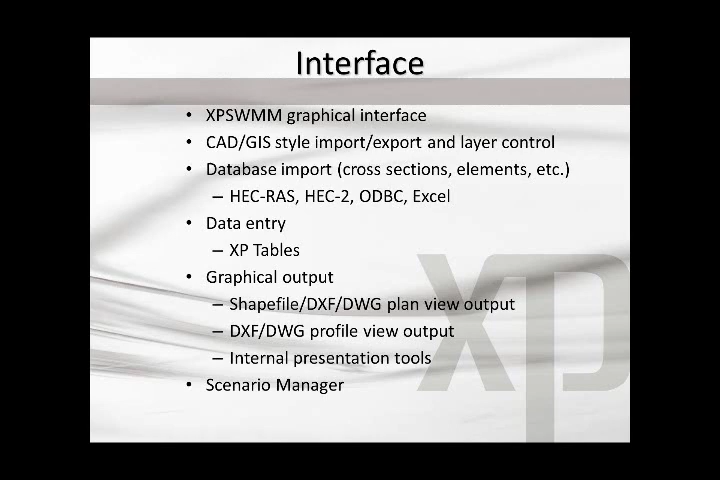 Interface
• XPSWMM graphical interface
• CAD/GIS style import/export and layer control
• Database import (cross sections, elements, etc.)
– HEC-RAS, HEC-2, ODBC, Excel
• Data entry
– XP Tables
• Graphical output
– Shapefile/DXF/DWG plan view output
– DXF/DWG profile view output
– Internal presentation tools
• Scenario Manager
xp